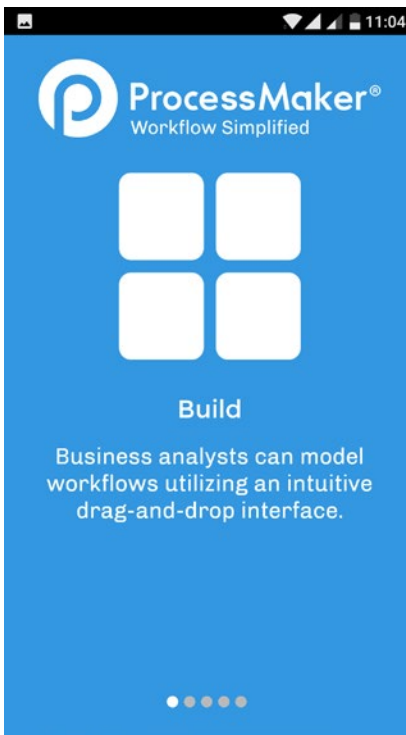 11:04
ProcessMaker®
Workflow Simplified
Build
Business analysts can model
workflows utilizing an intuitive
drag-and-drop interface.